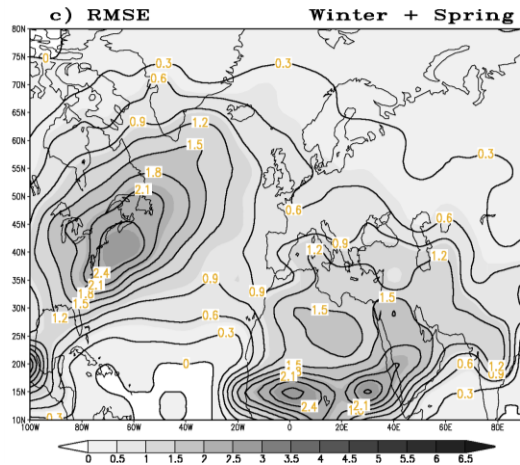 c) RMSE Winter + Spring
80N
75N
0 0.3 0.3
70N 0.6
65N 0.9 1.2
60N 1.5
55N 1.8 0.3
50N 2.1
0.6 0.6
45N
1.2 0.9 1.2
40N
35N 2.4 0.9 0.9 1.5
2.1
1.8
30N 1.5
1.2 0.6 1.5
25N 0.3
20N 0 1.5 0.6 1.2
2.1 0.9
15N 2.4 2.1 0.3
0.3
10N
100W 80W 60W 40W 20W 0 20E 40E 60E 80E
0 0.5 1 1.5 2 2.5 3 3.5 4 4.5 5 5.5 6 6.5